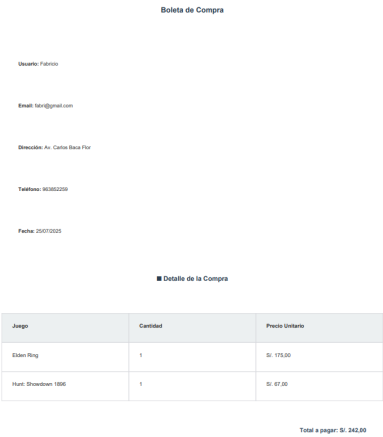 Boleta de Compra
Usuario: Fabricio
Email: fabri@gmail.com
Dirección: Av. Carlos Baca Flor
Teléfono: 963852258
Fecha: 25/07/2025
■ Detalle de la Compra
Juego Cantidad Precio Unitario
Elden Ring 1 S/. 175,00
Hunt: Showdown 1896 1 S/. 67,00
Total a pagar: S/. 242,00